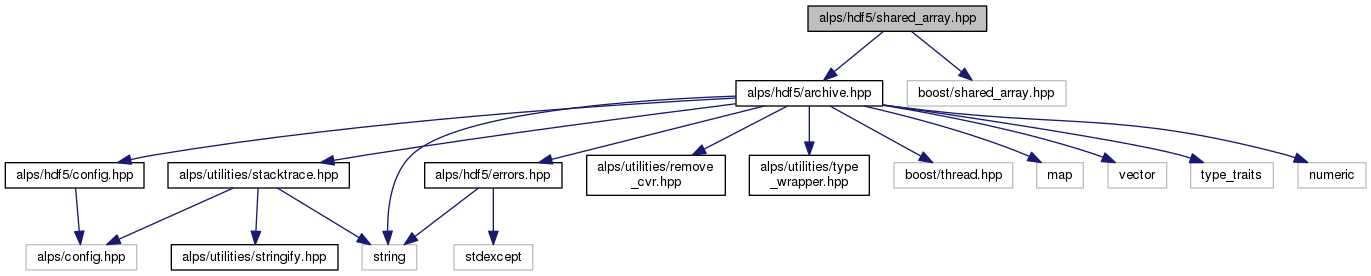 alps/hdf5/shared_array.hpp
alps/hdf5/archive.hpp
boost/shared_array.hpp
alps/hdf5/config.hpp
alps/utilities/stacktrace.hpp
alps/hdf5/errors.hpp
alps/utilities/remove
_cvr.hpp
alps/utilities/type
_wrapper.hpp
boost/thread.hpp
map
vector
type_traits
numeric
alps/config.hpp
alps/utilities/stringify.hpp
string
stdexcept